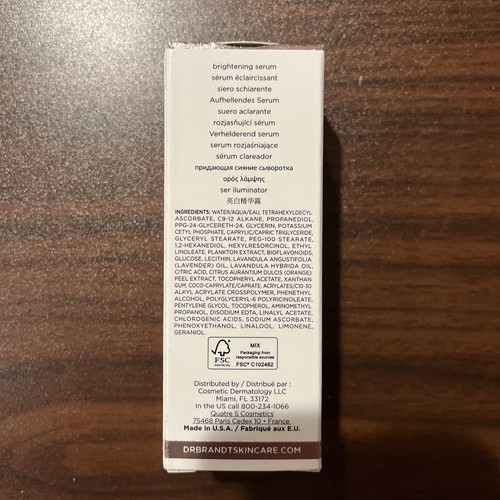 brightening serum
sérum éclaircissant
siero schiarente
Aufhellendes Serum
suero aclarante
rozjasňující sérum
Verhelderend serum
serum rozjaśniające
sérum clareador
придающая сияние сыворотка
ορός λάμψης
ser iluminator
亮白精华露
INGREDIENTS: WATER/AQUA/EAU, TETRAHEXYLDECYL
ASCORBATE, C9-12 ALKANE, PROPANEDIOL,
PPG-24-GLYCERETH-24, GLYCERIN, POTASSIUM
CETYL PHOSPHATE, CAPRYLIC/CAPRIC TRIGLYCERIDE,
GLYCERYL STEARATE, PEG-100 STEARATE,
1,2-HEXANEDIOL, HEXYLRESORCINOL, ETHYL
LINOLEATE, PLANKTON EXTRACT, BIOFLAVONOIDS,
GLUCOSE, LECITHIN, LAVANDULA ANGUSTIFOLIA
(LAVENDER) OIL, LAVANDULA HYBRIDA OIL,
CITRIC ACID, CITRUS AURANTIUM DULCIS (ORANGE)
PEEL EXTRACT, TOCOPHERYL ACETATE, XANTHAN
GUM, COCO-CAPRYLATE/CAPRATE, ACRYLATES/C10-30
ALKYL ACRYLATE CROSSPOLYMER, PHENETHYL
ALCOHOL, POLYGLYCERYL-6 POLYRICINOLEATE,
PENTYLENE GLYCOL, TOCOPHEROL, AMINOMETHYL
PROPANOL, DISODIUM EDTA, LINALYL ACETATE,
CHLOROGENIC ACIDS, SODIUM ASCORBATE,
PHENOXYETHANOL, LINALOOL, LIMONENE,
GERANIOL.
FSC
www.fsc.org
MIX
Packaging from
responsible sources
FSC® C102462
Distributed by / Distribué par :
Cosmetic Dermatology LLC
Miami, FL 33172
In the US call 800-234-1066
Quatre S Cosmetics
75468 Paris Cedex 10 • France
Made in U.S.A. / Fabriqué aux E.U.
DRBRANDTSKINCARE.COM